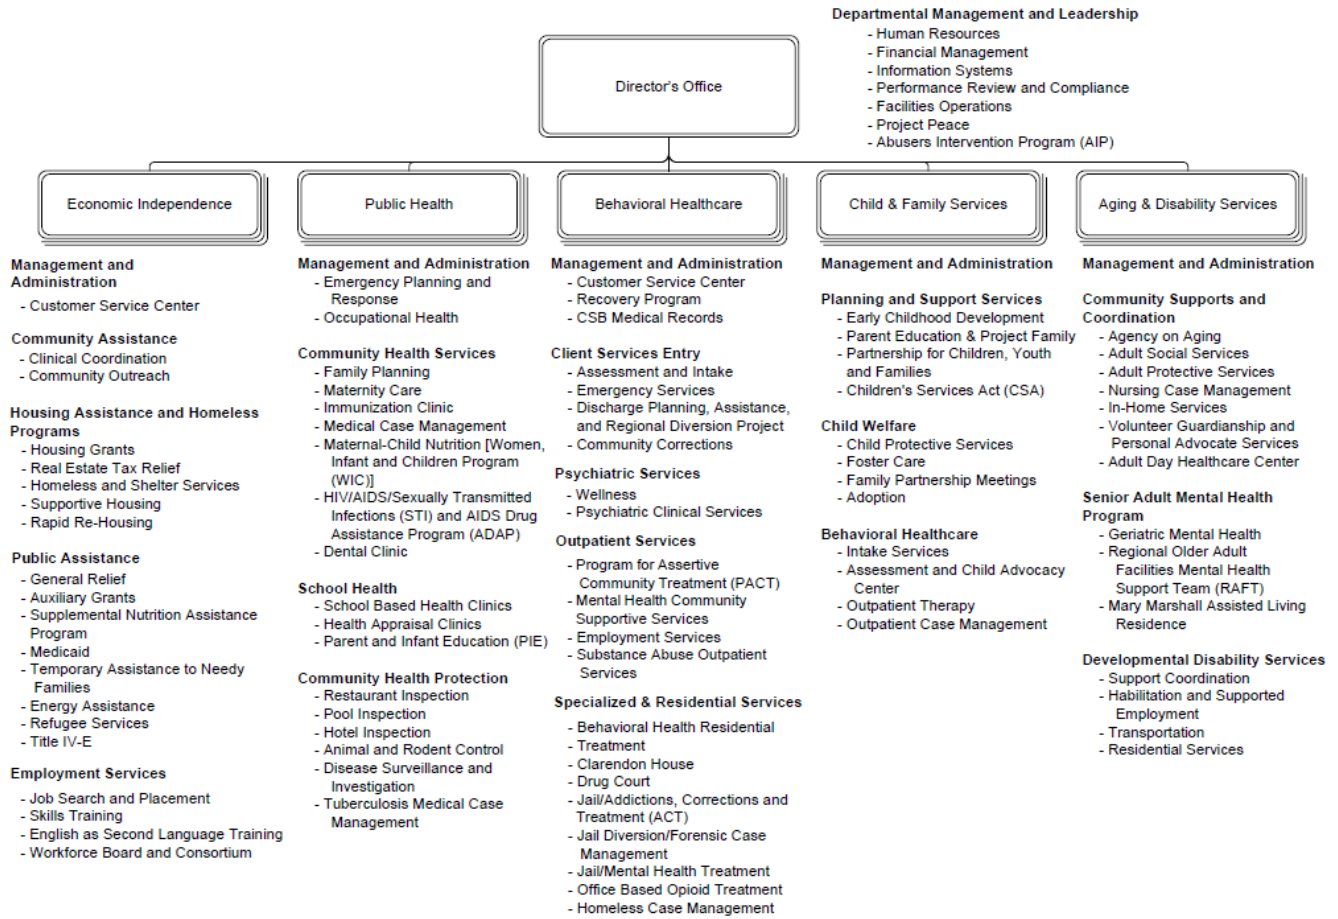 Departmental Management and Leadership
- Human Resources
- Financial Management
- Information Systems
- Performance Review and Compliance
- Facilities Operations
- Project Peace
- Abusers Intervention Program (AIP)
Director's Office
Economic Independence
Public Health
Behavioral Healthcare
Child & Family Services
Aging & Disability Services
Management and
Administration
- Customer Service Center
Community Assistance
- Clinical Coordination
- Community Outreach
Housing Assistance and Homeless
Programs
- Housing Grants
- Real Estate Tax Relief
- Homeless and Shelter Services
- Supportive Housing
- Rapid Re-Housing
Public Assistance
- General Relief
- Auxiliary Grants
- Supplemental Nutrition Assistance
Program
- Medicaid
- Temporary Assistance to Needy
Families
- Energy Assistance
- Refugee Services
- Title IV-E
Employment Services
- Job Search and Placement
- Skills Training
- English as Second Language Training
- Workforce Board and Consortium
Management and Administration
- Emergency Planning and
Response
- Occupational Health
Community Health Services
- Family Planning
- Maternity Care
- Immunization Clinic
- Medical Case Management
- Maternal-Child Nutrition [Women,
Infant and Children Program
(WIC)]
- HIV/AIDS/Sexually Transmitted
Infections (STI) and AIDS Drug
Assistance Program (ADAP)
- Dental Clinic
School Health
- School Based Health Clinics
- Health Appraisal Clinics
- Parent and Infant Education (PIE)
Community Health Protection
- Restaurant Inspection
- Pool Inspection
- Hotel Inspection
- Animal and Rodent Control
- Disease Surveillance and
Investigation
- Tuberculosis Medical Case
Management
Management and Administration
- Customer Service Center
- Recovery Program
- CSB Medical Records
Client Services Entry
- Assessment and Intake
- Emergency Services
- Discharge Planning, Assistance,
and Regional Diversion Project
- Community Corrections
Psychiatric Services
- Wellness
- Psychiatric Clinical Services
Outpatient Services
- Program for Assertive
Community Treatment (PACT)
- Mental Health Community
Supportive Services
- Employment Services
- Substance Abuse Outpatient
Services
Specialized & Residential Services
- Behavioral Health Residential
- Treatment
- Clarendon House
- Drug Court
- Jail/Addictions, Corrections and
Treatment (ACT)
- Jail Diversion/Forensic Case
Management
- Jail/Mental Health Treatment
- Office Based Opioid Treatment
- Homeless Case Management
Management and Administration
Planning and Support Services
- Early Childhood Development
- Parent Education & Project Family
- Partnership for Children, Youth
and Families
- Children's Services Act (CSA)
Child Welfare
- Child Protective Services
- Foster Care
- Family Partnership Meetings
- Adoption
Behavioral Healthcare
- Intake Services
- Assessment and Child Advocacy
Center
- Outpatient Therapy
- Outpatient Case Management
Management and Administration
Community Supports and
Coordination
- Agency on Aging
- Adult Social Services
- Adult Protective Services
- Nursing Case Management
- In-Home Services
- Volunteer Guardianship and
Personal Advocate Services
- Adult Day Healthcare Center
Senior Adult Mental Health
Program
- Geriatric Mental Health
- Regional Older Adult
Facilities Mental Health
Support Team (RAFT)
- Mary Marshall Assisted Living
Residence
Developmental Disability Services
- Support Coordination
- Habilitation and Supported
Employment
- Transportation
- Residential Services